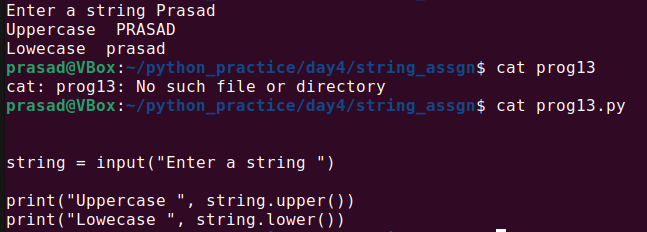 Enter a string Prasad
Uppercase  PRASAD
Lowecase  prasad
prasad@VBox:~/python_practice/day4/string_assgn$ cat prog13
cat: prog13: No such file or directory
prasad@VBox:~/python_practice/day4/string_assgn$ cat prog13.py
string = input("Enter a string ")
print("Uppercase ", string.upper())
print("Lowecase ", string.lower())